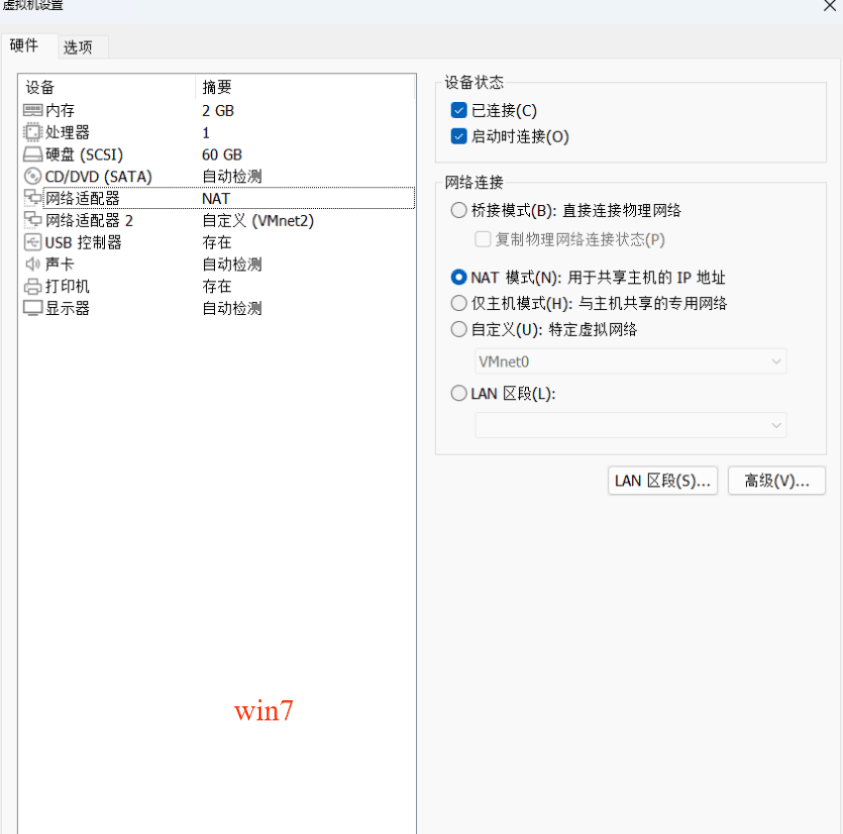 虚拟机设置
硬件
选项
设备 摘要
内存 2 GB
处理器 1
硬盘 (SCSI) 60 GB
CD/DVD (SATA) 自动检测
网络适配器 NAT
网络适配器 2 自定义 (VMnet2)
USB 控制器 存在
声卡 自动检测
打印机 存在
显示器 自动检测
win7
设备状态
已连接(C)
启动时连接(O)
网络连接
桥接模式(B): 直接连接物理网络
复制物理网络连接状态(P)
NAT 模式(N): 用于共享主机的 IP 地址
仅主机模式(H): 与主机共享的专用网络
自定义(U): 特定虚拟网络
VMnet0
LAN 区段(L):
LAN 区段(S)...
高级(V)...